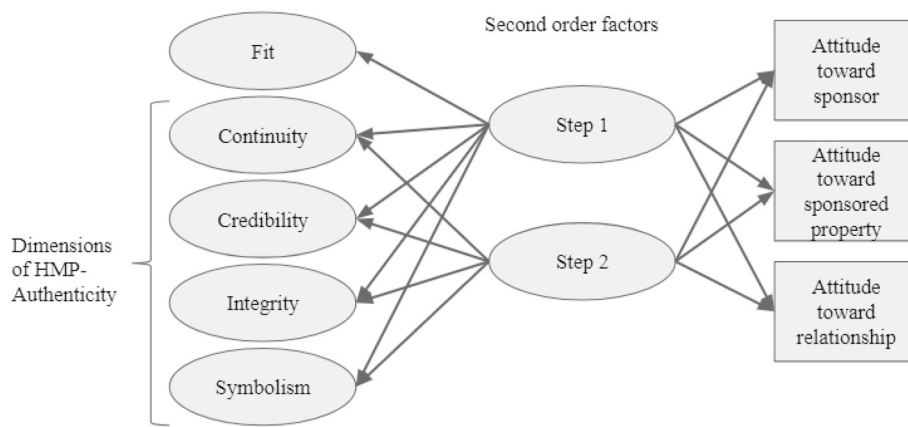 Second order factors
Fit
Continuity
Credibility
Integrity
Symbolism
Dimensions
of HMP-
Authenticity
Step 1
Step 2
Attitude
toward
sponsor
Attitude
toward
sponsored
property
Attitude
toward
relationship